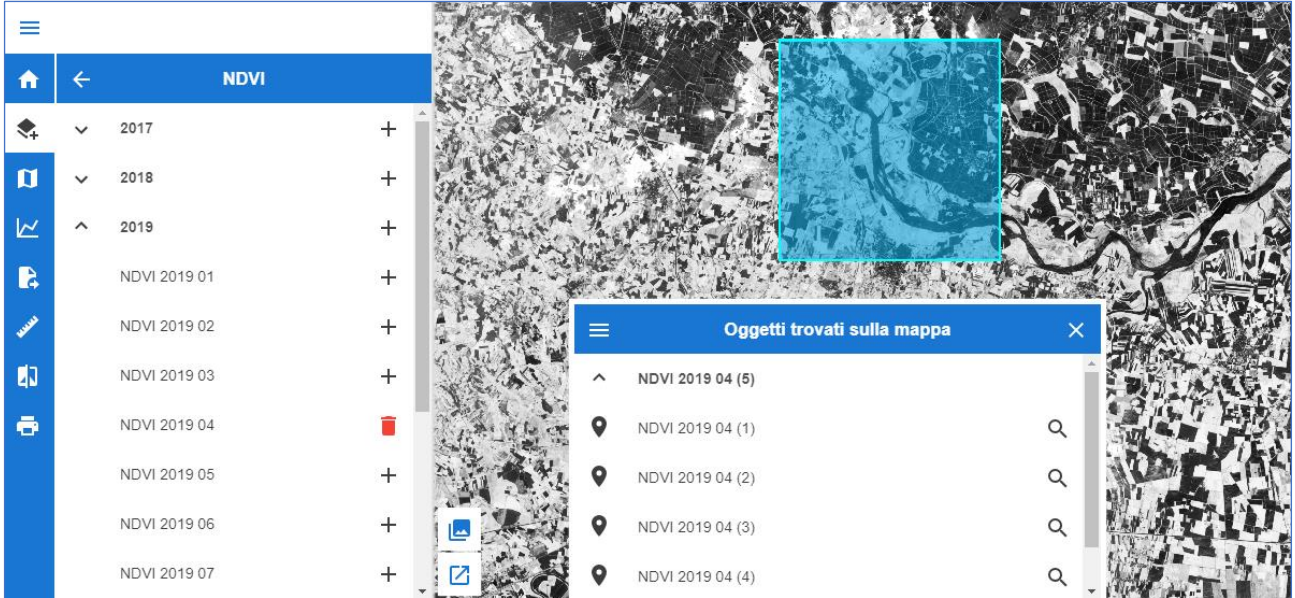 NDVI
2017
2018
2019
NDVI 2019 01
NDVI 2019 02
NDVI 2019 03
NDVI 2019 04
NDVI 2019 05
NDVI 2019 06
NDVI 2019 07
Oggetti trovati sulla mappa
NDVI 2019 04 (5)
NDVI 2019 04 (1)
NDVI 2019 04 (2)
NDVI 2019 04 (3)
NDVI 2019 04 (4)